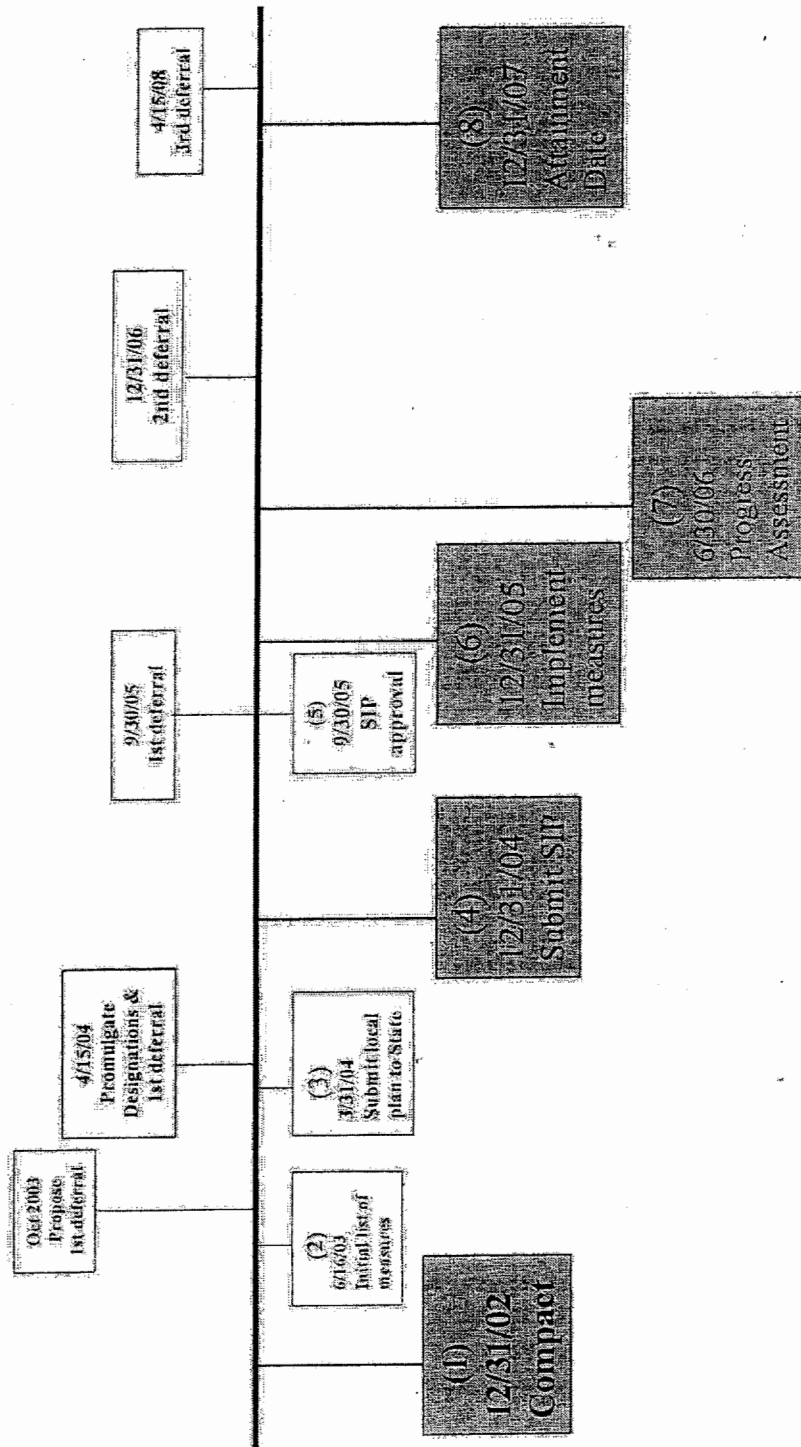 Oct 2003
Propose
1st deferral
4/15/04
Promulgate
Designations &
1st deferral
9/30/05
1st deferral
12/31/06
2nd deferral
4/15/08
3rd deferral
(1)
12/31/02
Compact
(2)
6/16/03
Initial list of
measures
(3)
3/31/04
Submit local
plan to State
(4)
12/31/04
Submit SIP
(5)
9/30/05
SIP
approval
(6)
12/31/05
Implement
measures
(7)
6/30/06
Progress
Assessment
(8)
12/31/07
Attainment
Date